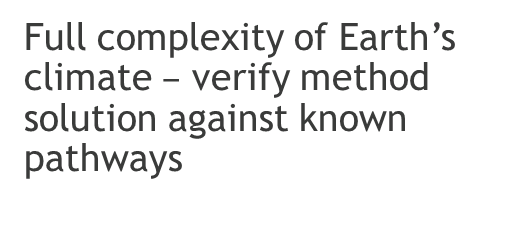 Full complexity of Earth’s
climate – verify method
solution against known
pathways